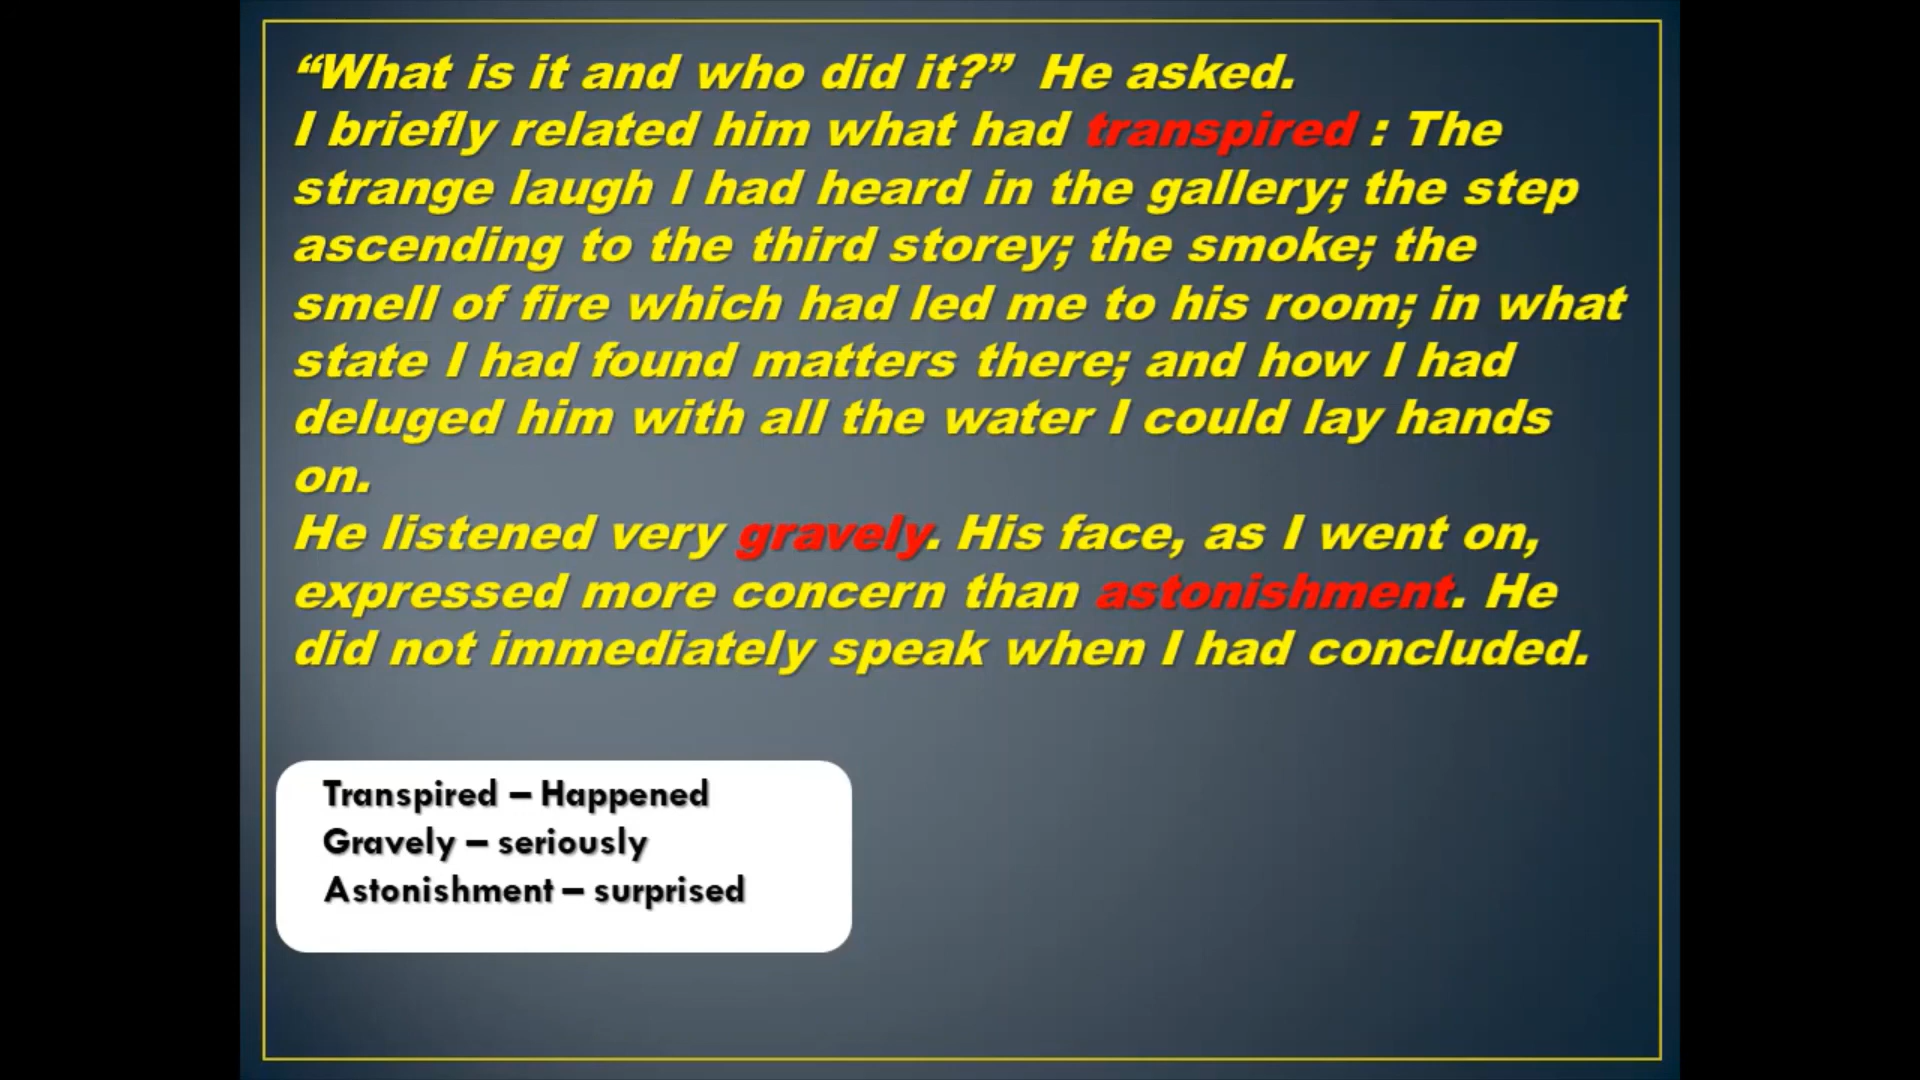 “What is it and who did it?” He asked.
I briefly related him what had transpired : The
strange laugh I had heard in the gallery; the step
ascending to the third storey; the smoke; the
smell of fire which had led me to his room; in what
state I had found matters there; and how I had
deluged him with all the water I could lay hands
on.
He listened very gravely. His face, as I went on,
expressed more concern than astonishment. He
did not immediately speak when I had concluded.
Transpired – Happened
Gravely – seriously
Astonishment – surprised